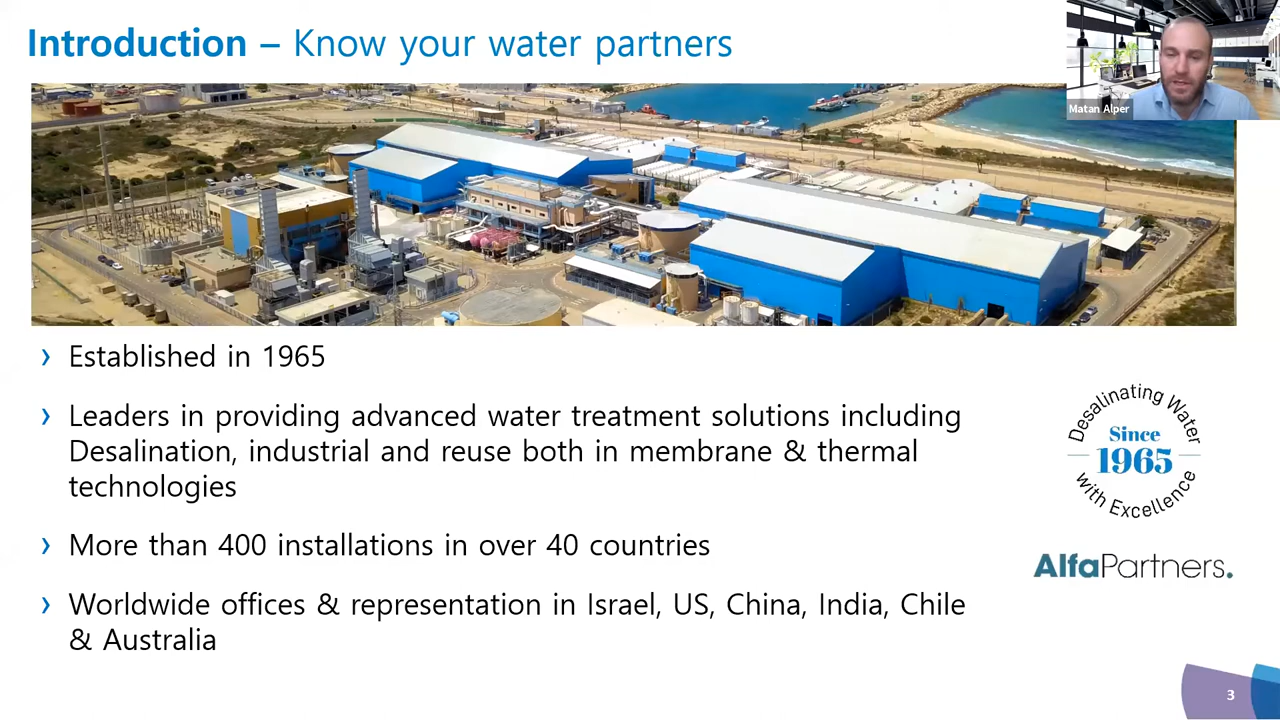 Introduction – Know your water partners
Matan Alper
› Established in 1965
› Leaders in providing advanced water treatment solutions including
Desalination, industrial and reuse both in membrane & thermal
technologies
› More than 400 installations in over 40 countries
› Worldwide offices & representation in Israel, US, China, India, Chile
& Australia
Desalinating Water
Since
1965
with Excellence
AlfaPartners.
3